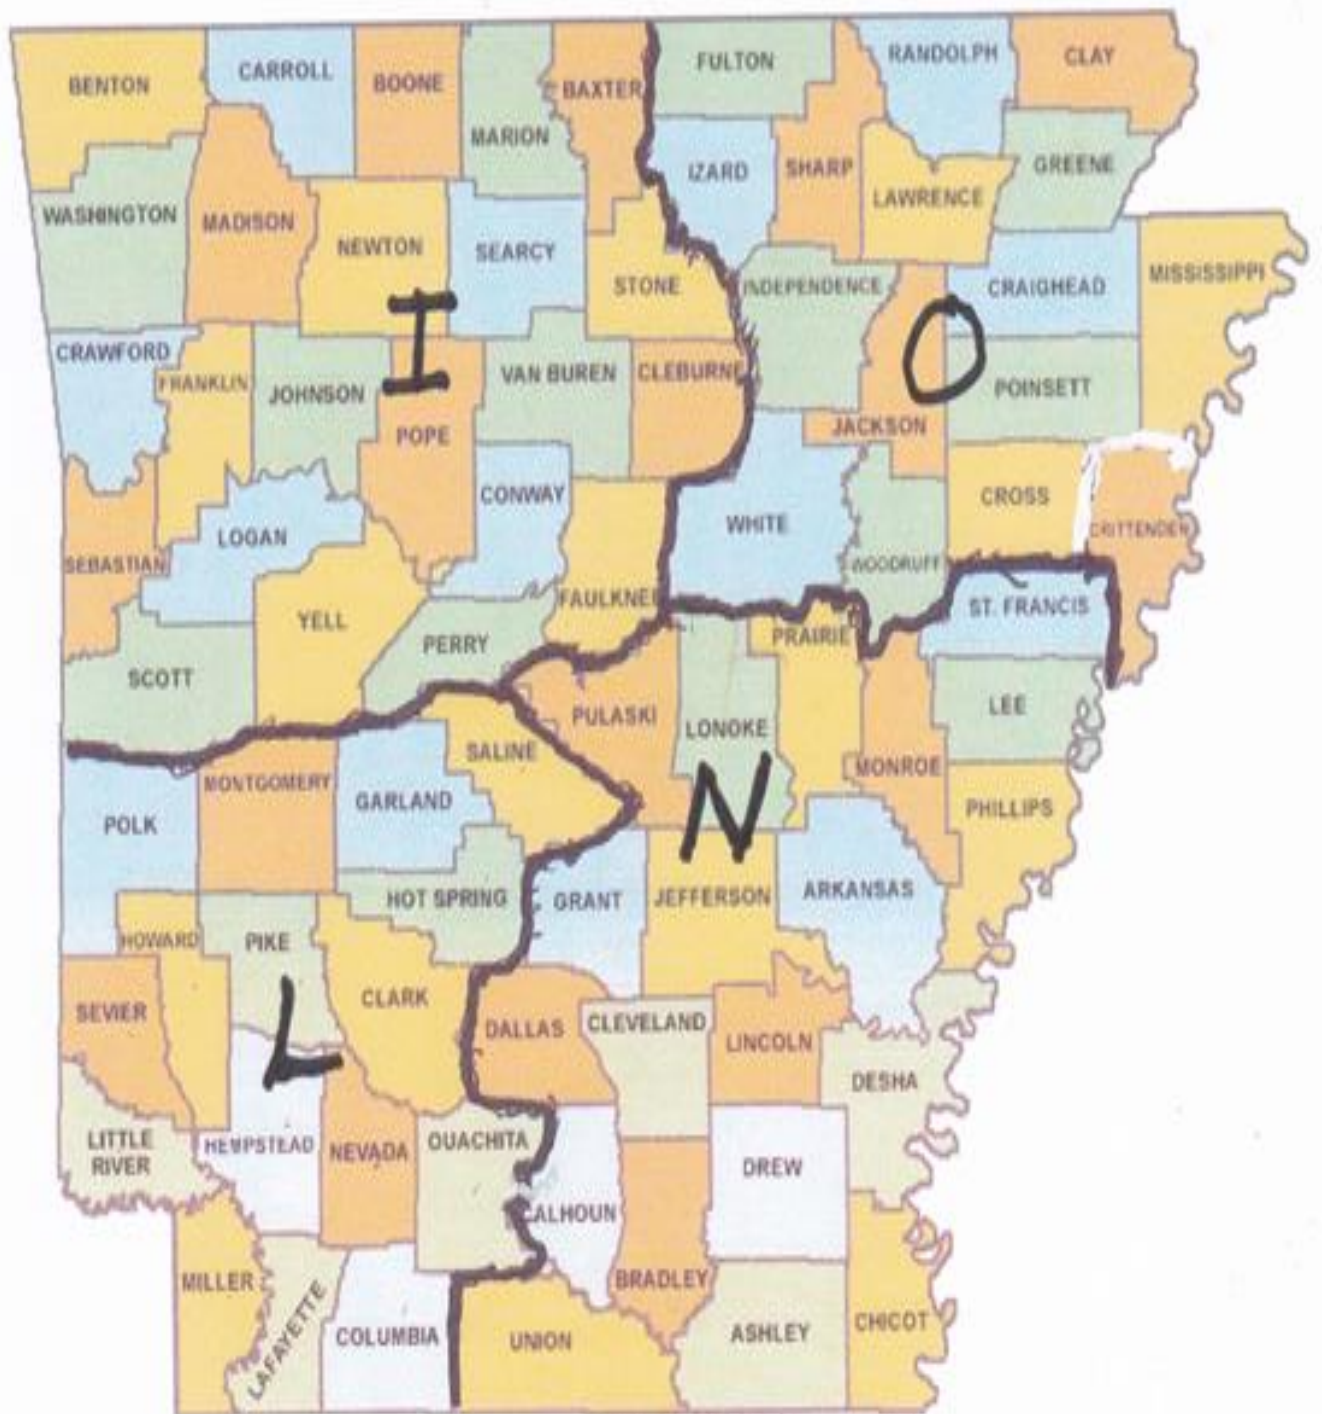 BENTON
CARROLL
BOONE
MARION
BAXTER
FULTON
RANDOLPH
CLAY
IZARD
SHARP
LAWRENCE
GREENE
WASHINGTON
MADISON
NEWTON
SEARCY
STONE
INDEPENDENCE
CRAIGHEAD
MISSISSIPPI
I
O
CRAWFORD
FRANKLIN
JOHNSON
POPE
VAN BUREN
CLEBURNE
JACKSON
POINSETT
SEBASTIAN
LOGAN
CONWAY
FAULKNER
WHITE
WOODRUFF
CROSS
CRITTENDEN
SCOTT
YELL
PERRY
PULASKI
LONOKE
PRAIRIE
ST. FRANCIS
LEE
MONROE
POLK
MONTGOMERY
GARLAND
SALINE
N
PHILLIPS
HOT SPRING
GRANT
JEFFERSON
ARKANSAS
HOWARD
PIKE
CLARK
SEVIER
L
DALLAS
CLEVELAND
LINCOLN
DESHA
LITTLE
RIVER
HEMPSTEAD
NEVADA
OUACHITA
CALHOUN
DREW
MILLER
LAFAYETTE
COLUMBIA
UNION
BRADLEY
ASHLEY
CHICOT